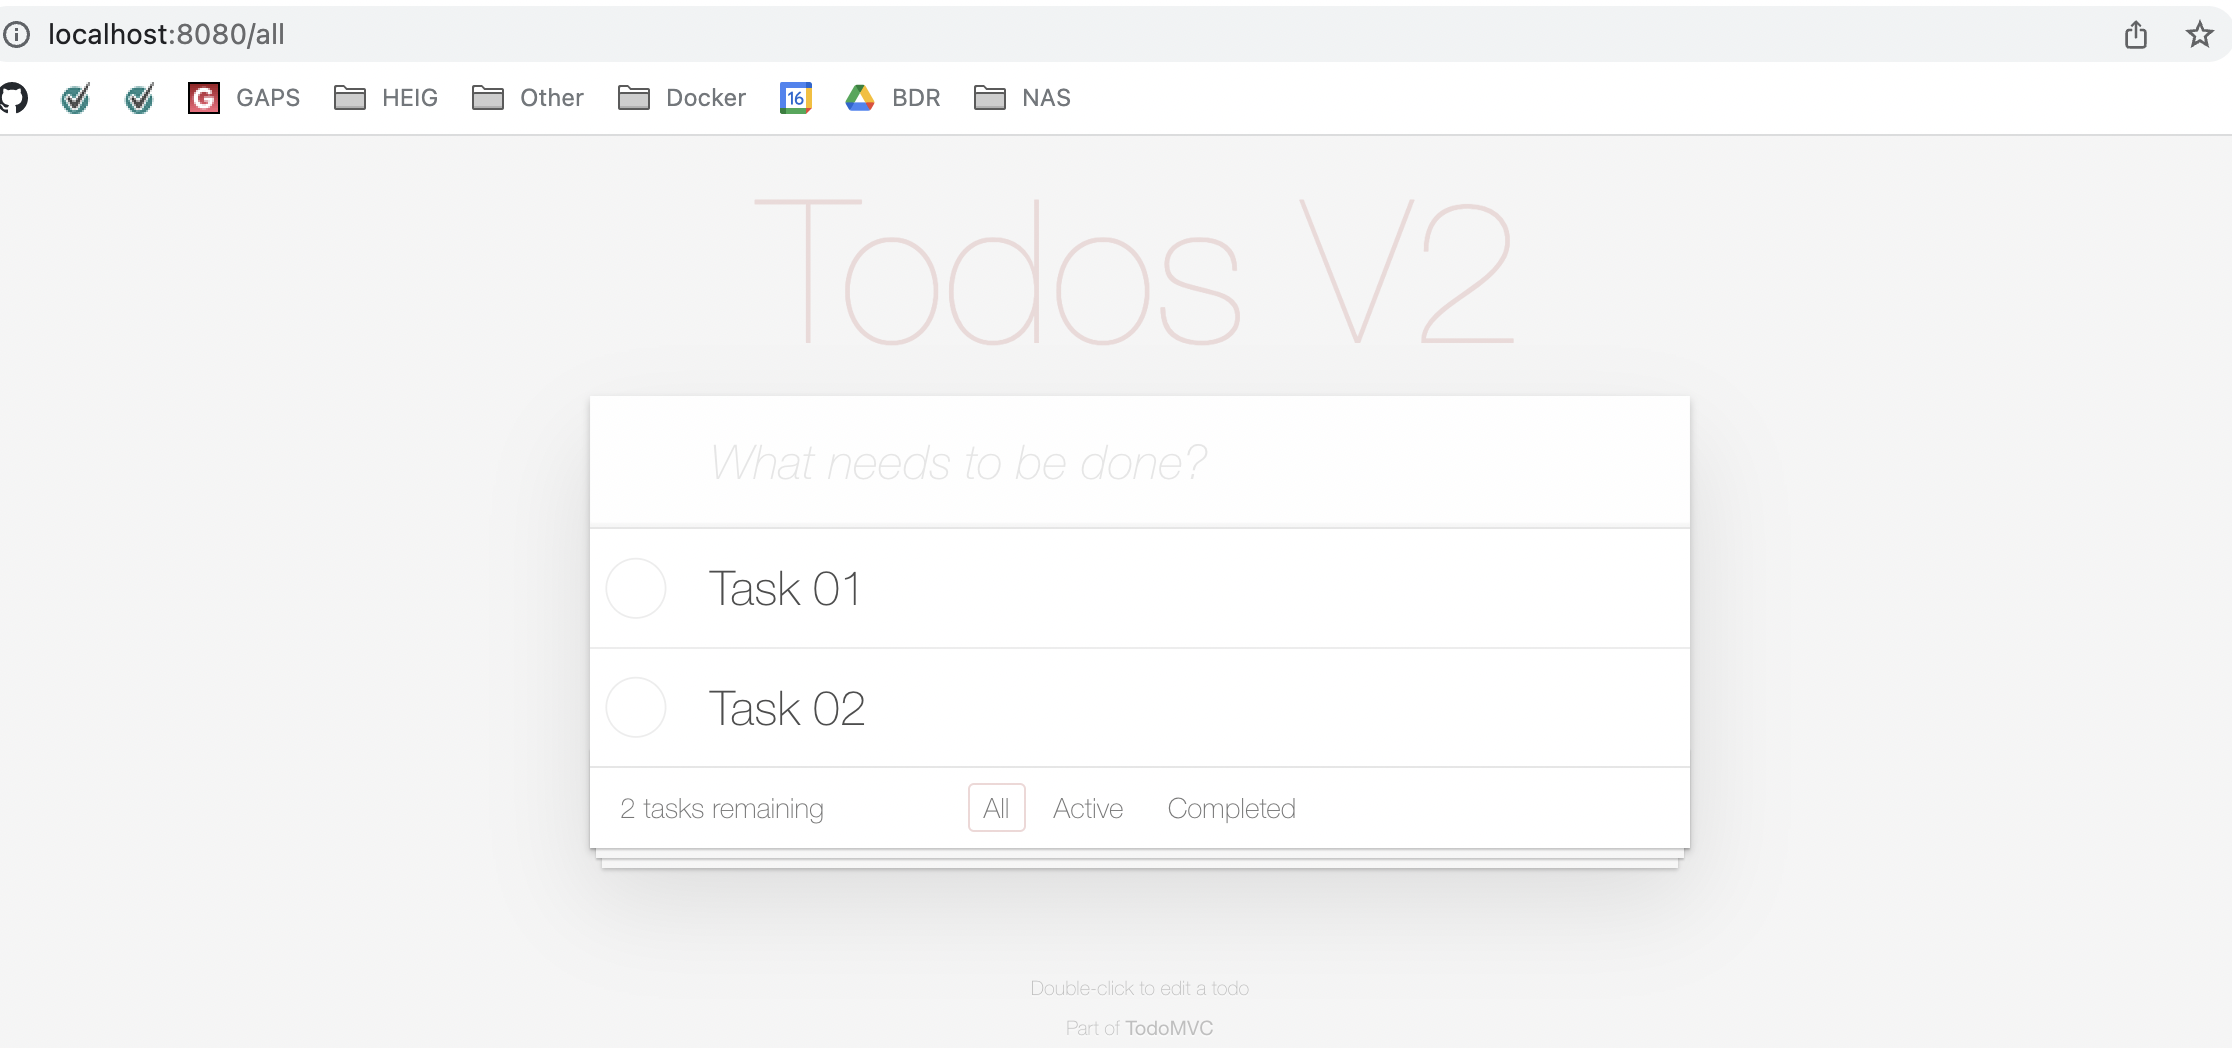 localhost:8080/all
G GAPS HEIG Other Docker 16 BDR NAS
Todos V2
What needs to be done?
Task 01
Task 02
2 tasks remaining All Active Completed
Double-click to edit a todo
Part of TodoMVC